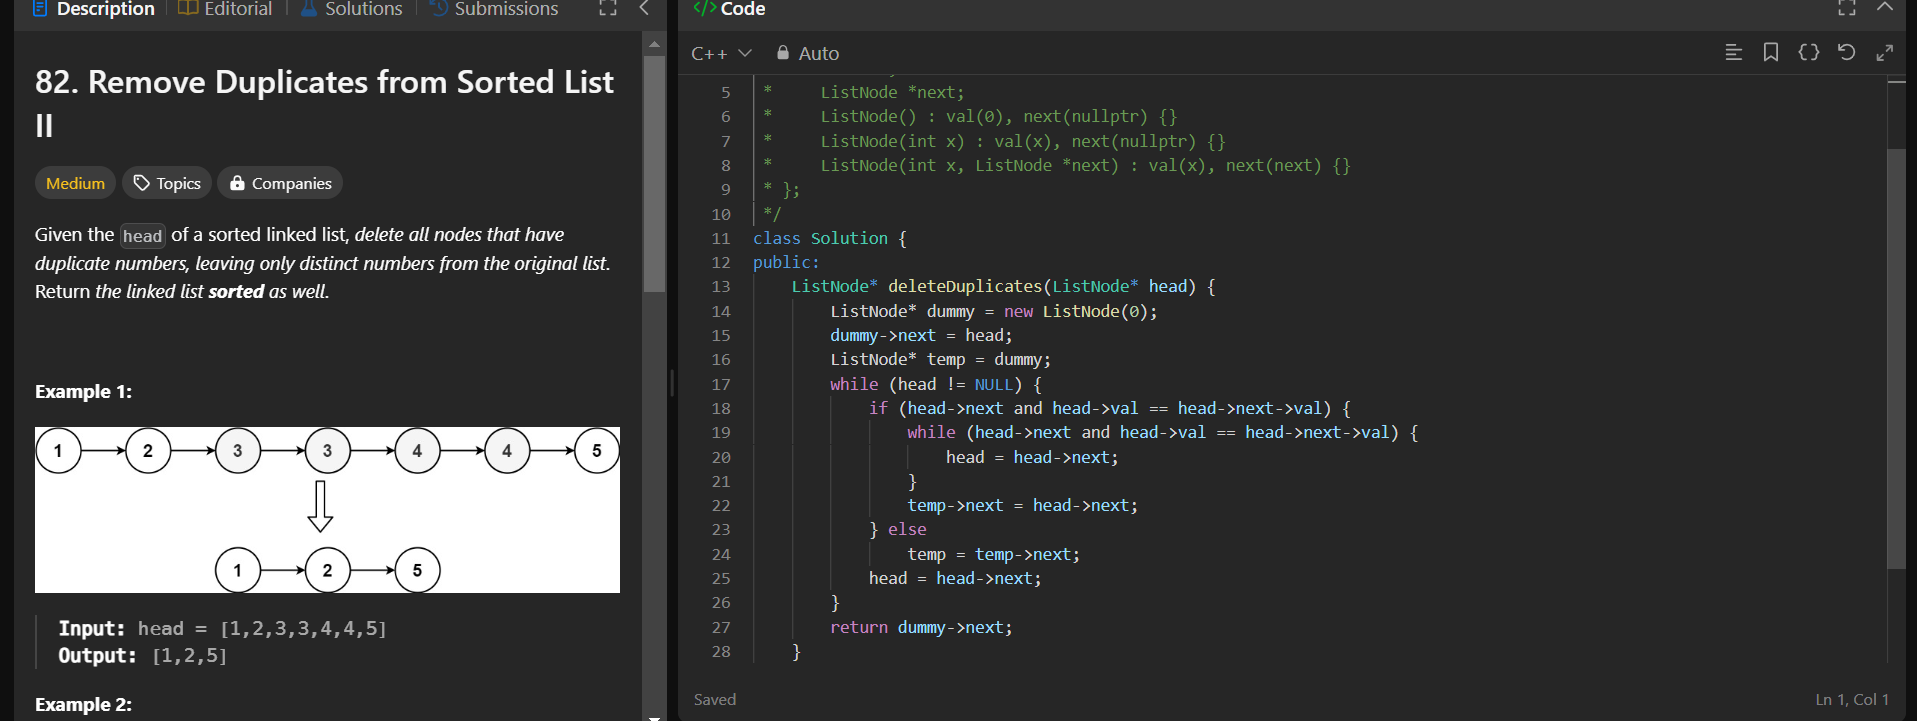 Description | Editorial | Solutions | Submissions
82. Remove Duplicates from Sorted List
II
Medium Topics Companies
Given the head of a sorted linked list, delete all nodes that have
duplicate numbers, leaving only distinct numbers from the original list.
Return the linked list sorted as well.
Example 1:
1 2 3 3 4 4 5
1 2 5
Input: head = [1,2,3,3,4,4,5]
Output: [1,2,5]
Example 2:
</> Code
C++ Auto
5 *     ListNode *next;
6 *     ListNode() : val(0), next(nullptr) {}
7 *     ListNode(int x) : val(x), next(nullptr) {}
8 *     ListNode(int x, ListNode *next) : val(x), next(next) {}
9 * };
10 */
11 class Solution {
12 public:
13     ListNode* deleteDuplicates(ListNode* head) {
14         ListNode* dummy = new ListNode(0);
15         dummy->next = head;
16         ListNode* temp = dummy;
17         while (head != NULL) {
18             if (head->next and head->val == head->next->val) {
19                 while (head->next and head->val == head->next->val) {
20                     head = head->next;
21                 }
22                 temp->next = head->next;
23             } else
24                 temp = temp->next;
25             head = head->next;
26         }
27         return dummy->next;
28     }
Saved
Ln 1, Col 1